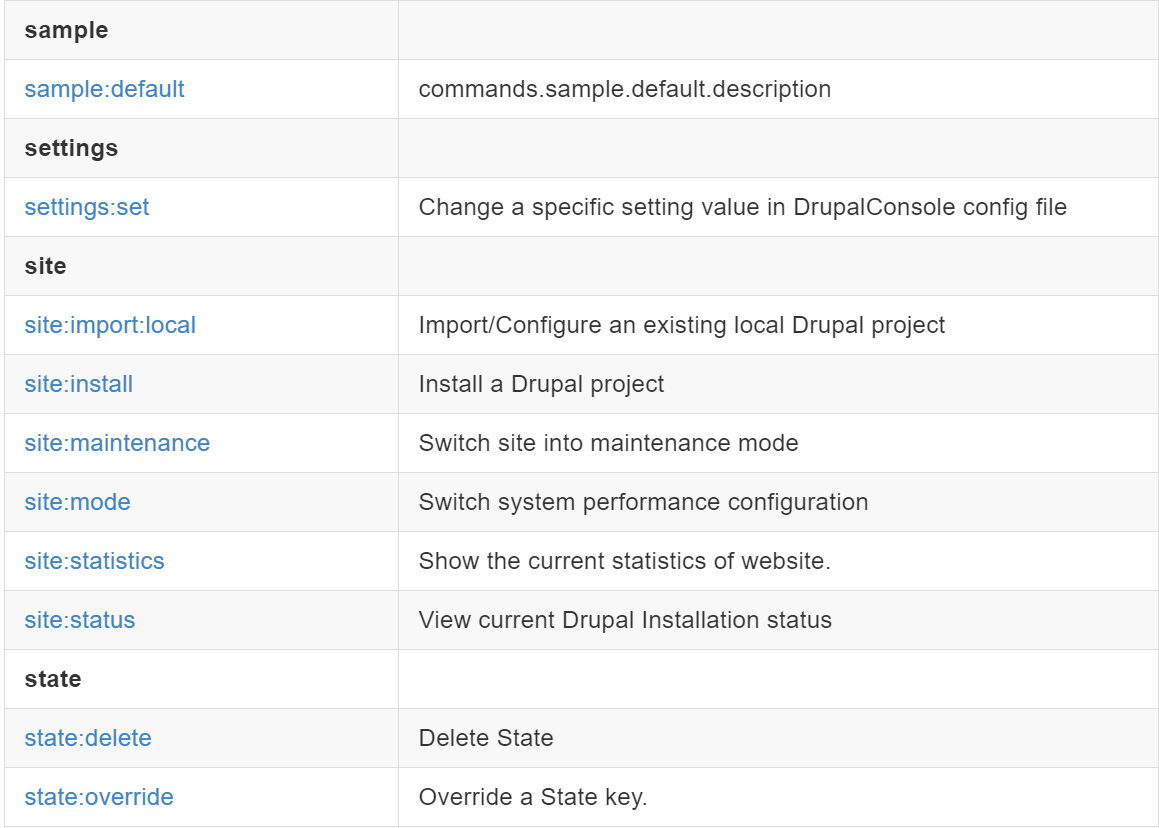 sample
sample:default commands.sample.default.description
settings
settings:set Change a specific setting value in DrupalConsole config file
site
site:import:local Import/Configure an existing local Drupal project
site:install Install a Drupal project
site:maintenance Switch site into maintenance mode
site:mode Switch system performance configuration
site:statistics Show the current statistics of website.
site:status View current Drupal Installation status
state
state:delete Delete State
state:override Override a State key.